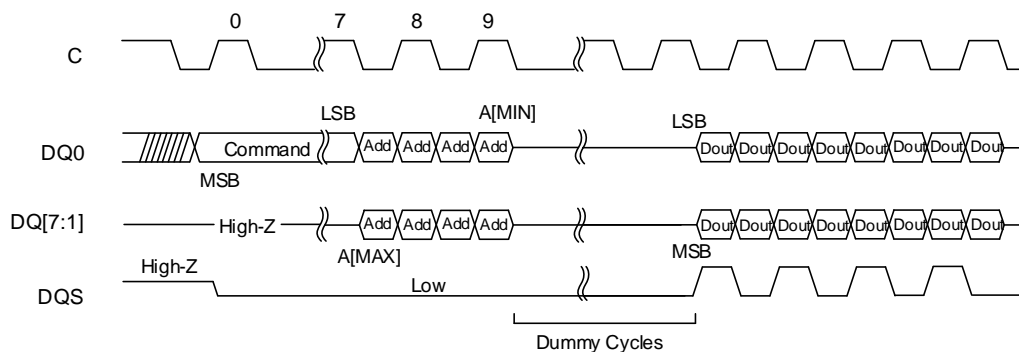 0 7 8 9
C
LSB A[MIN] LSB
DQ0 Command Add Add Add Add Dout Dout Dout Dout Dout Dout Dout Dout
MSB
DQ[7:1] High-Z Add Add Add Add Dout Dout Dout Dout Dout Dout Dout Dout
A[MAX] MSB
High-Z
DQS Low
Dummy Cycles